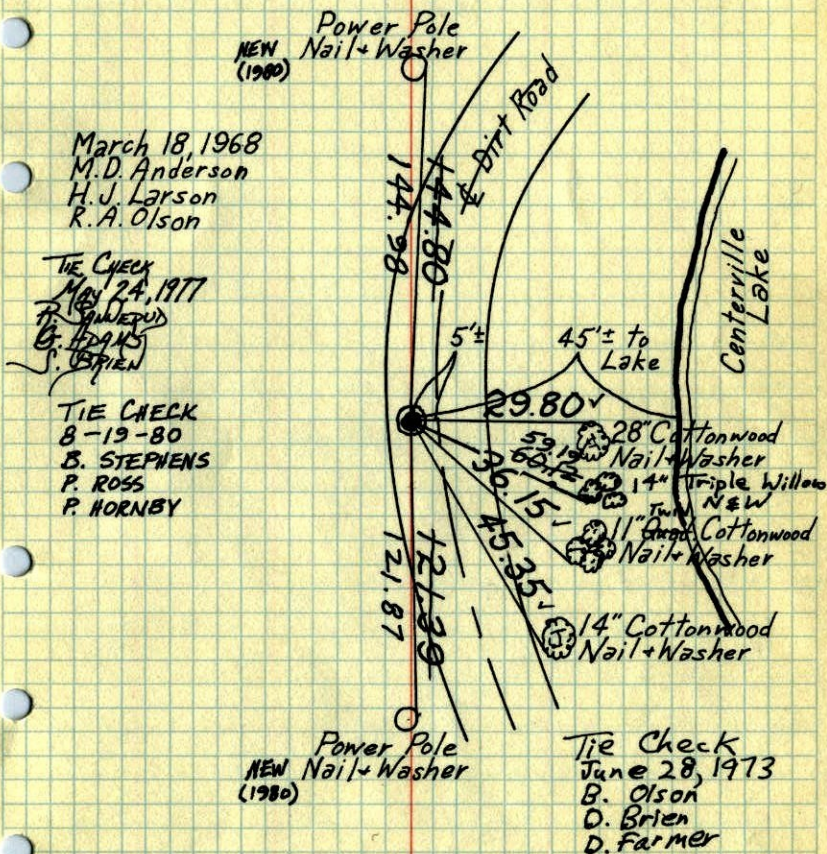 Power Pole
NEW Nail + Washer
(1980)
March 18, 1968
M.D. Anderson
H.J. Larson
R.A. Olson
TIE CHECK
May 24, 1977
G. ADAMS
S. BRIEN
TIE CHECK
8-19-80
B. STEPHENS
P. ROSS
P. HORNBY
℄ Dirt Road
144.98
144.80
Centerville
Lake
5'±
45'± to
Lake
29.80✓
28" Cottonwood
Nail + Washer
59.19
60.12
14" Triple Willow
N & W
36.15✓
Twin
11" Quad Cottonwood
Nail + Washer
45.35✓
14" Cottonwood
Nail + Washer
121.87
121.39
Power Pole
NEW Nail + Washer
(1980)
Tie Check
June 28, 1973
B. Olson
D. Brien
D. Farmer